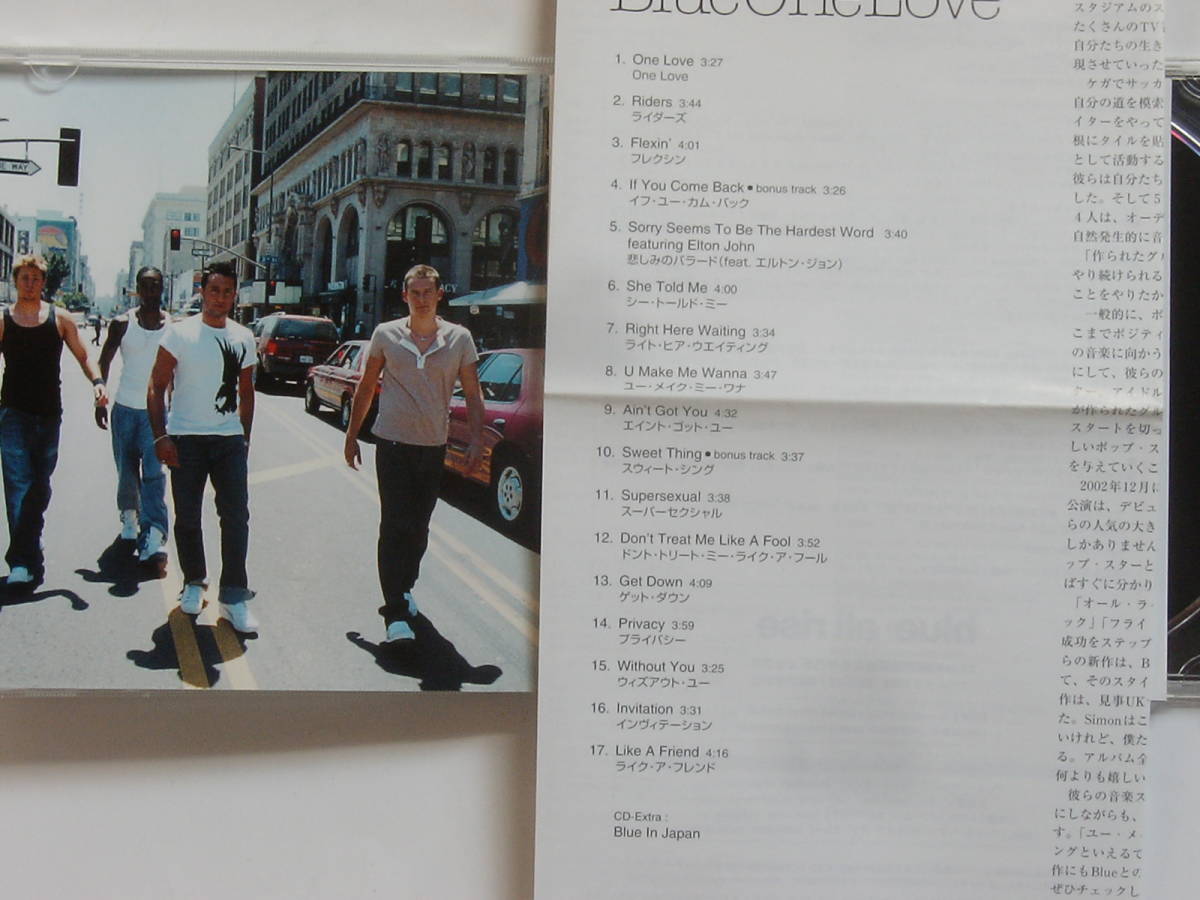 WAY
Blue One Love
1. One Love 3:27
One Love
2. Riders 3:44
ライダーズ
3. Flexin' 4:01
フレクシン
4. If You Come Back • bonus track 3:26
イフ・ユー・カム・バック
5. Sorry Seems To Be The Hardest Word 3:40
featuring Elton John
悲しみのバラード(feat. エルトン・ジョン)
6. She Told Me 4:00
シー・トールド・ミー
7. Right Here Waiting 3:34
ライト・ヒア・ウエイティング
8. U Make Me Wanna 3:47
ユー・メイク・ミー・ワナ
9. Ain't Got You 4:32
エイント・ゴット・ユー
10. Sweet Thing • bonus track 3:37
スウィート・シング
11. Supersexual 3:38
スーパーセクシャル
12. Don't Treat Me Like A Fool 3:52
ドント・トリート・ミー・ライク・ア・フール
13. Get Down 4:09
ゲット・ダウン
14. Privacy 3:59
プライバシー
15. Without You 3:25
ウィズアウト・ユー
16. Invitation 3:31
インヴィテーション
17. Like A Friend 4:16
ライク・ア・フレンド
CD-Extra :
Blue In Japan
スタジアムのス
たくさんのTV
自分たちの生き
現させていった
ケガでサッカ
自分の道を模索
イターをやって
根にタイルを貼
として活動する
彼らは自分たち
した。そして5
4人は、オーデ
自然発生的に音
「作られたグ
やり続けられる
ことをやりたか
一般的に、ポ
こまでポジティ
の音楽に向かう
にして、彼らの
アイドル
が作られたグル
スタートを切っ
しいポップ・ス
を与えていくこ
2002年12月に
公演は、デビュ
らの人気の大き
しかありません
ップ・スターと
ばすぐに分かり
「オール・ラ
ック」「フライ
成功をステップ
らの新作は、B
て、そのスタイ
作は、見事UK
た。Simonはこ
いけれど、僕た
る。アルバム全
何よりも嬉しい
彼らの音楽ス
にしながらも、
す。「ユー・メ
ングといえるて
作にもBlueとの
ぜひチェックし